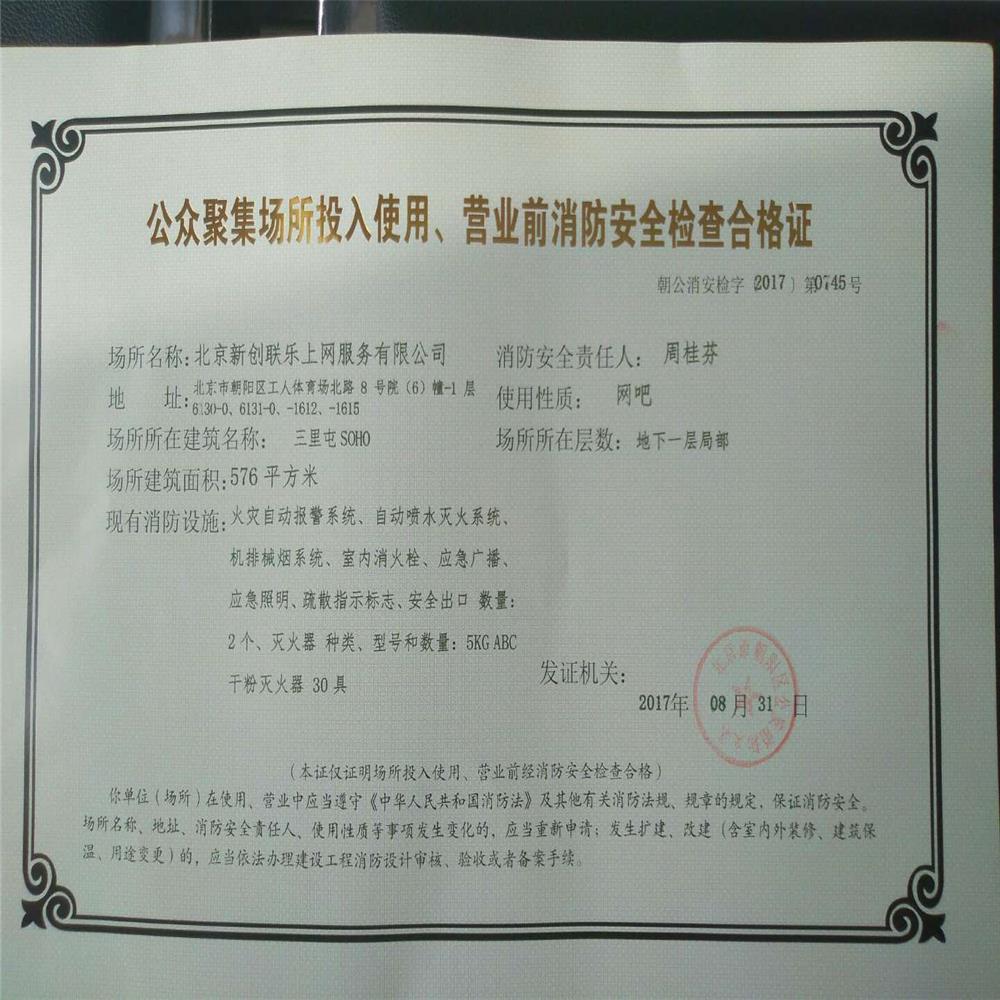 公众聚集场所投入使用、营业前消防安全检查合格证
朝公消安检字〔2017〕第0745号
场所名称:北京新创联乐上网服务有限公司 消防安全责任人: 周桂芬
地 址:北京市朝阳区工人体育场北路 8 号院（6）幢-1 层
6130-0、6131-0、-1612、-1615
使用性质: 网吧
场所所在建筑名称: 三里屯SOHO 场所所在层数: 地下一层局部
场所建筑面积:576 平方米
现有消防设施:火灾自动报警系统、自动喷水灭火系统、
机排械烟系统、室内消火栓、应急广播、
应急照明、疏散指示标志、安全出口 数量:
2 个、灭火器 种类、型号和数量: 5KG ABC
干粉灭火器 30 具
发证机关:
2017年 08 月 31 日
（本证仅证明场所投入使用、营业前经消防安全检查合格）
你单位（场所）在使用、营业中应当遵守《中华人民共和国消防法》及其他有关消防法规、规章的规定，保证消防安全。
场所名称、地址、消防安全责任人、使用性质等事项发生变化的，应当重新申请；发生扩建、改建（含室内外装修、建筑保
温、用途变更）的，应当依法办理建设工程消防设计审核、验收或者备案手续。